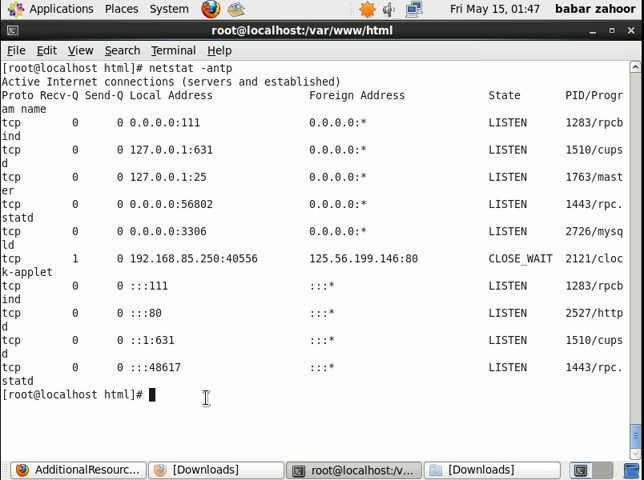 Applications Places System Fri May 15, 01:47 babar zahoor
root@localhost:/var/www/html
File Edit View Search Terminal Help
[root@localhost html]# netstat -antp
Active Internet connections (servers and established)
Proto Recv-Q Send-Q Local Address Foreign Address State PID/Progr
am name
tcp 0 0 0.0.0.0:111 0.0.0.0:* LISTEN 1283/rpcb
ind
tcp 0 0 127.0.0.1:631 0.0.0.0:* LISTEN 1510/cups
d
tcp 0 0 127.0.0.1:25 0.0.0.0:* LISTEN 1763/mast
er
tcp 0 0 0.0.0.0:56802 0.0.0.0:* LISTEN 1443/rpc.
statd
tcp 0 0 0.0.0.0:3306 0.0.0.0:* LISTEN 2726/mysq
ld
tcp 1 0 192.168.85.250:40556 125.56.199.146:80 CLOSE_WAIT 2121/cloc
k-applet
tcp 0 0 :::111 :::* LISTEN 1283/rpcb
ind
tcp 0 0 :::80 :::* LISTEN 2527/http
d
tcp 0 0 ::1:631 :::* LISTEN 1510/cups
d
tcp 0 0 :::48617 :::* LISTEN 1443/rpc.
statd
[root@localhost html]#
AdditionalResourc... [Downloads] root@localhost:/v... [Downloads]